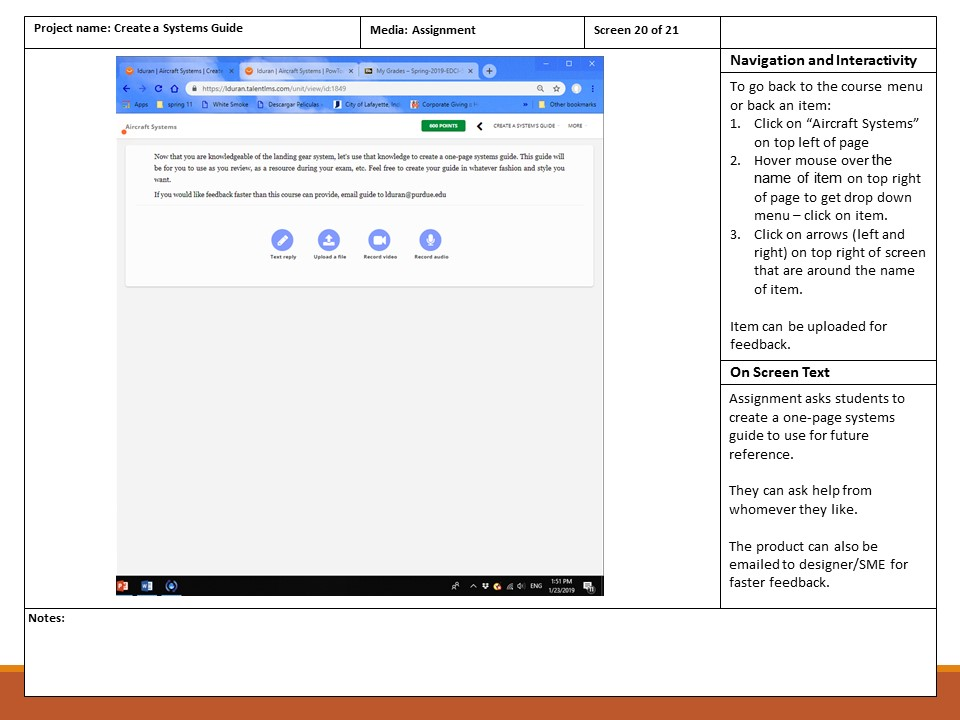 Project name: Create a Systems Guide
Media: Assignment
Screen 20 of 21
lduran | Aircraft Systems | Create
lduran | Aircraft Systems | PowTo
My Grades – Spring-2019-EDCI
https://lduran.talentlms.com/unit/view/id:1849
Apps
spring 11
White Smoke
Descargar Peliculas
City of Lafayette,
Corporate Giving
Other bookmarks
Aircraft Systems
600 POINTS
CREATE A SYSTEMS GUIDE
MORE
Now that you are knowledgeable of the landing gear system, let's use that knowledge to create a one-page systems guide. This guide will
be for you to use as you review, as a resource during your exam, etc. Feel free to create your guide in whatever fashion and style you
want.
If you would like feedback faster than this course can provide, email guide to lduran@purdue.edu
Text reply
Upload a file
Record video
Record audio
ENG
1:51 PM
1/23/2019
Navigation and Interactivity
To go back to the course menu
or back an item:
1. Click on “Aircraft Systems”
on top left of page
2. Hover mouse over the
name of item on top right
of page to get drop down
menu – click on item.
3. Click on arrows (left and
right) on top right of screen
that are around the name
of item.
Item can be uploaded for
feedback.
On Screen Text
Assignment asks students to
create a one-page systems
guide to use for future
reference.
They can ask help from
whomever they like.
The product can also be
emailed to designer/SME for
faster feedback.
Notes: